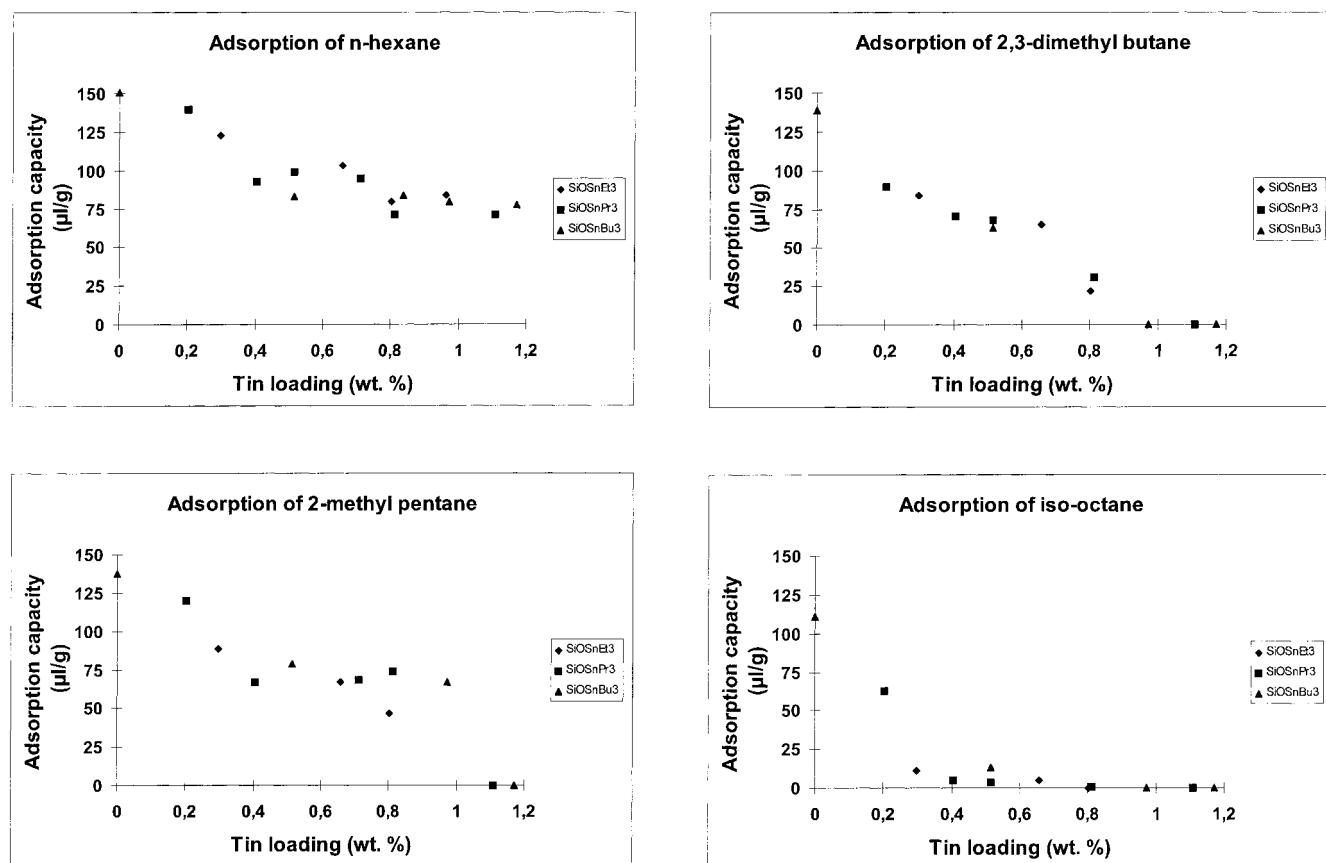 Adsorption of n-hexane
Adsorption capacity
(µl/g)
150
125
100
75
50
25
0
0
0,2
0,4
0,6
0,8
1
1,2
Tin loading (wt. %)
SiOSnEt3
SiOSnPr3
SiOSnBu3
Adsorption of 2,3-dimethyl butane
Adsorption capacity
(µl/g)
150
125
100
75
50
25
0
0
0,2
0,4
0,6
0,8
1
1,2
Tin loading (wt. %)
SiOSnEt3
SiOSnPr3
SiOSnBu3
Adsorption of 2-methyl pentane
Adsorption capacity
(µl/g)
150
125
100
75
50
25
0
0
0,2
0,4
0,6
0,8
1
1,2
Tin loading (wt. %)
SiOSnEt3
SiOSnPr3
SiOSnBu3
Adsorption of iso-octane
Adsorption capacity
(µl/g)
150
125
100
75
50
25
0
0
0,2
0,4
0,6
0,8
1
1,2
Tin loading (wt. %)
SiOSnEt3
SiOSnPr3
SiOSnBu3